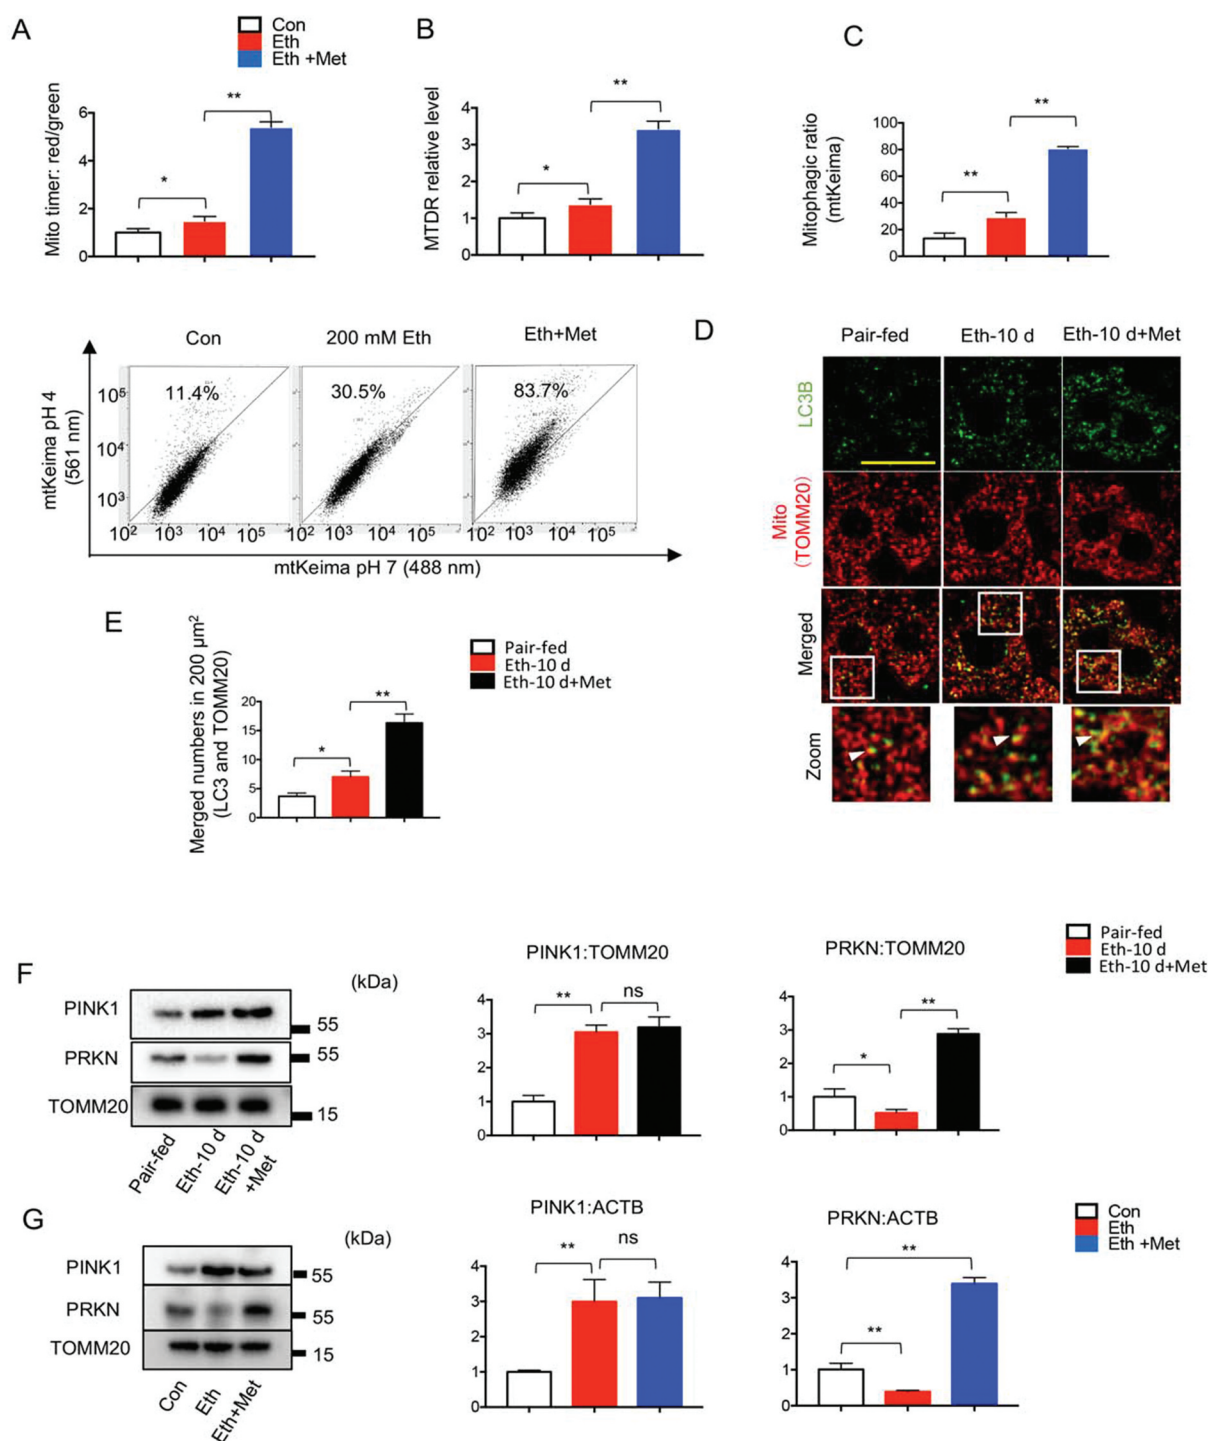 A
Con
Eth
Eth +Met
Mito timer: red/green
6
4
2
0
*
**
B
MTDR relative level
4
3
2
1
0
*
**
C
Mitophagic ratio
(mtKeima)
100
80
60
40
20
0
**
**
mtKeima pH 4
(561 nm)
Con
200 mM Eth
Eth+Met
11.4%
30.5%
83.7%
10⁵
10⁴
10³
10² 10³ 10⁴ 10⁵
10² 10³ 10⁴ 10⁵
10² 10³ 10⁴ 10⁵
mtKeima pH 7 (488 nm)
D
Pair-fed
Eth-10 d
Eth-10 d+Met
LC3B
Mito
(TOMM20)
Merged
Zoom
E
Merged numbers in 200 µm²
(LC3 and TOMM20)
Pair-fed
Eth-10 d
Eth-10 d+Met
20
15
10
5
0
*
**
F
(kDa)
PINK1
55
PRKN
55
TOMM20
15
Pair-fed
Eth-10 d
Eth-10 d
+Met
PINK1:TOMM20
4
3
2
1
0
**
ns
PRKN:TOMM20
4
3
2
1
0
*
**
Pair-fed
Eth-10 d
Eth-10 d+Met
G
(kDa)
PINK1
55
PRKN
55
TOMM20
15
Con
Eth
Eth+Met
PINK1:ACTB
4
3
2
1
0
**
ns
PRKN:ACTB
4
3
2
1
0
**
**
Con
Eth
Eth +Met